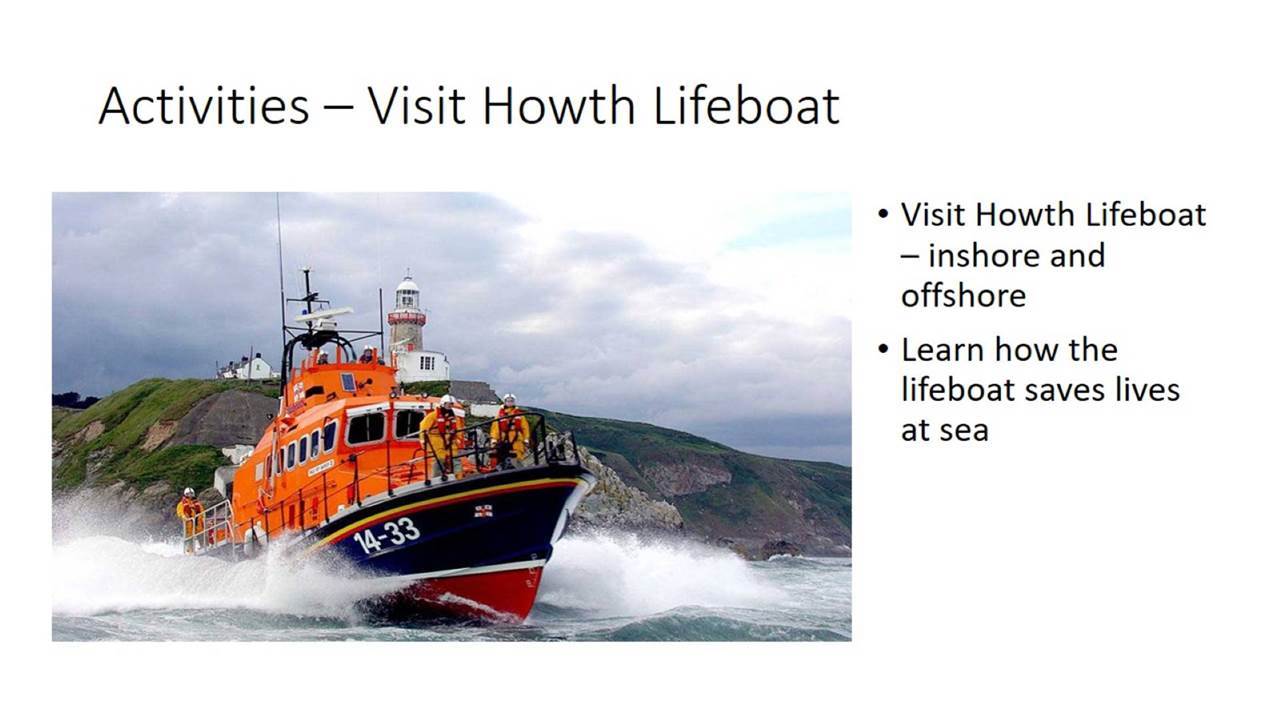 Activities – Visit Howth Lifeboat
• Visit Howth Lifeboat
– inshore and
offshore
• Learn how the
lifeboat saves lives
at sea
14-33